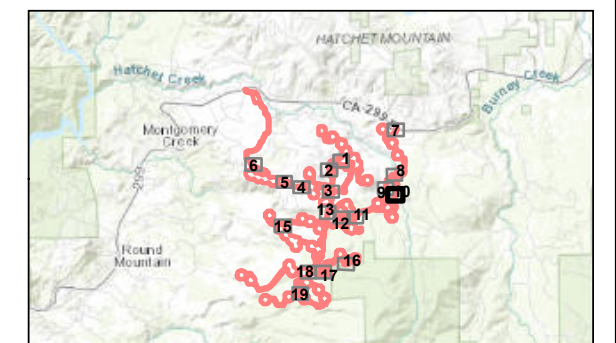 HATCHET MOUNTAIN
Hatchet Creek
Burney Creek
CA-299
Montgomery
Creek
299
7
1
6
2
8
5
4
3
9
10
13
11
12
15
Round
Mountain
16
18
17
19